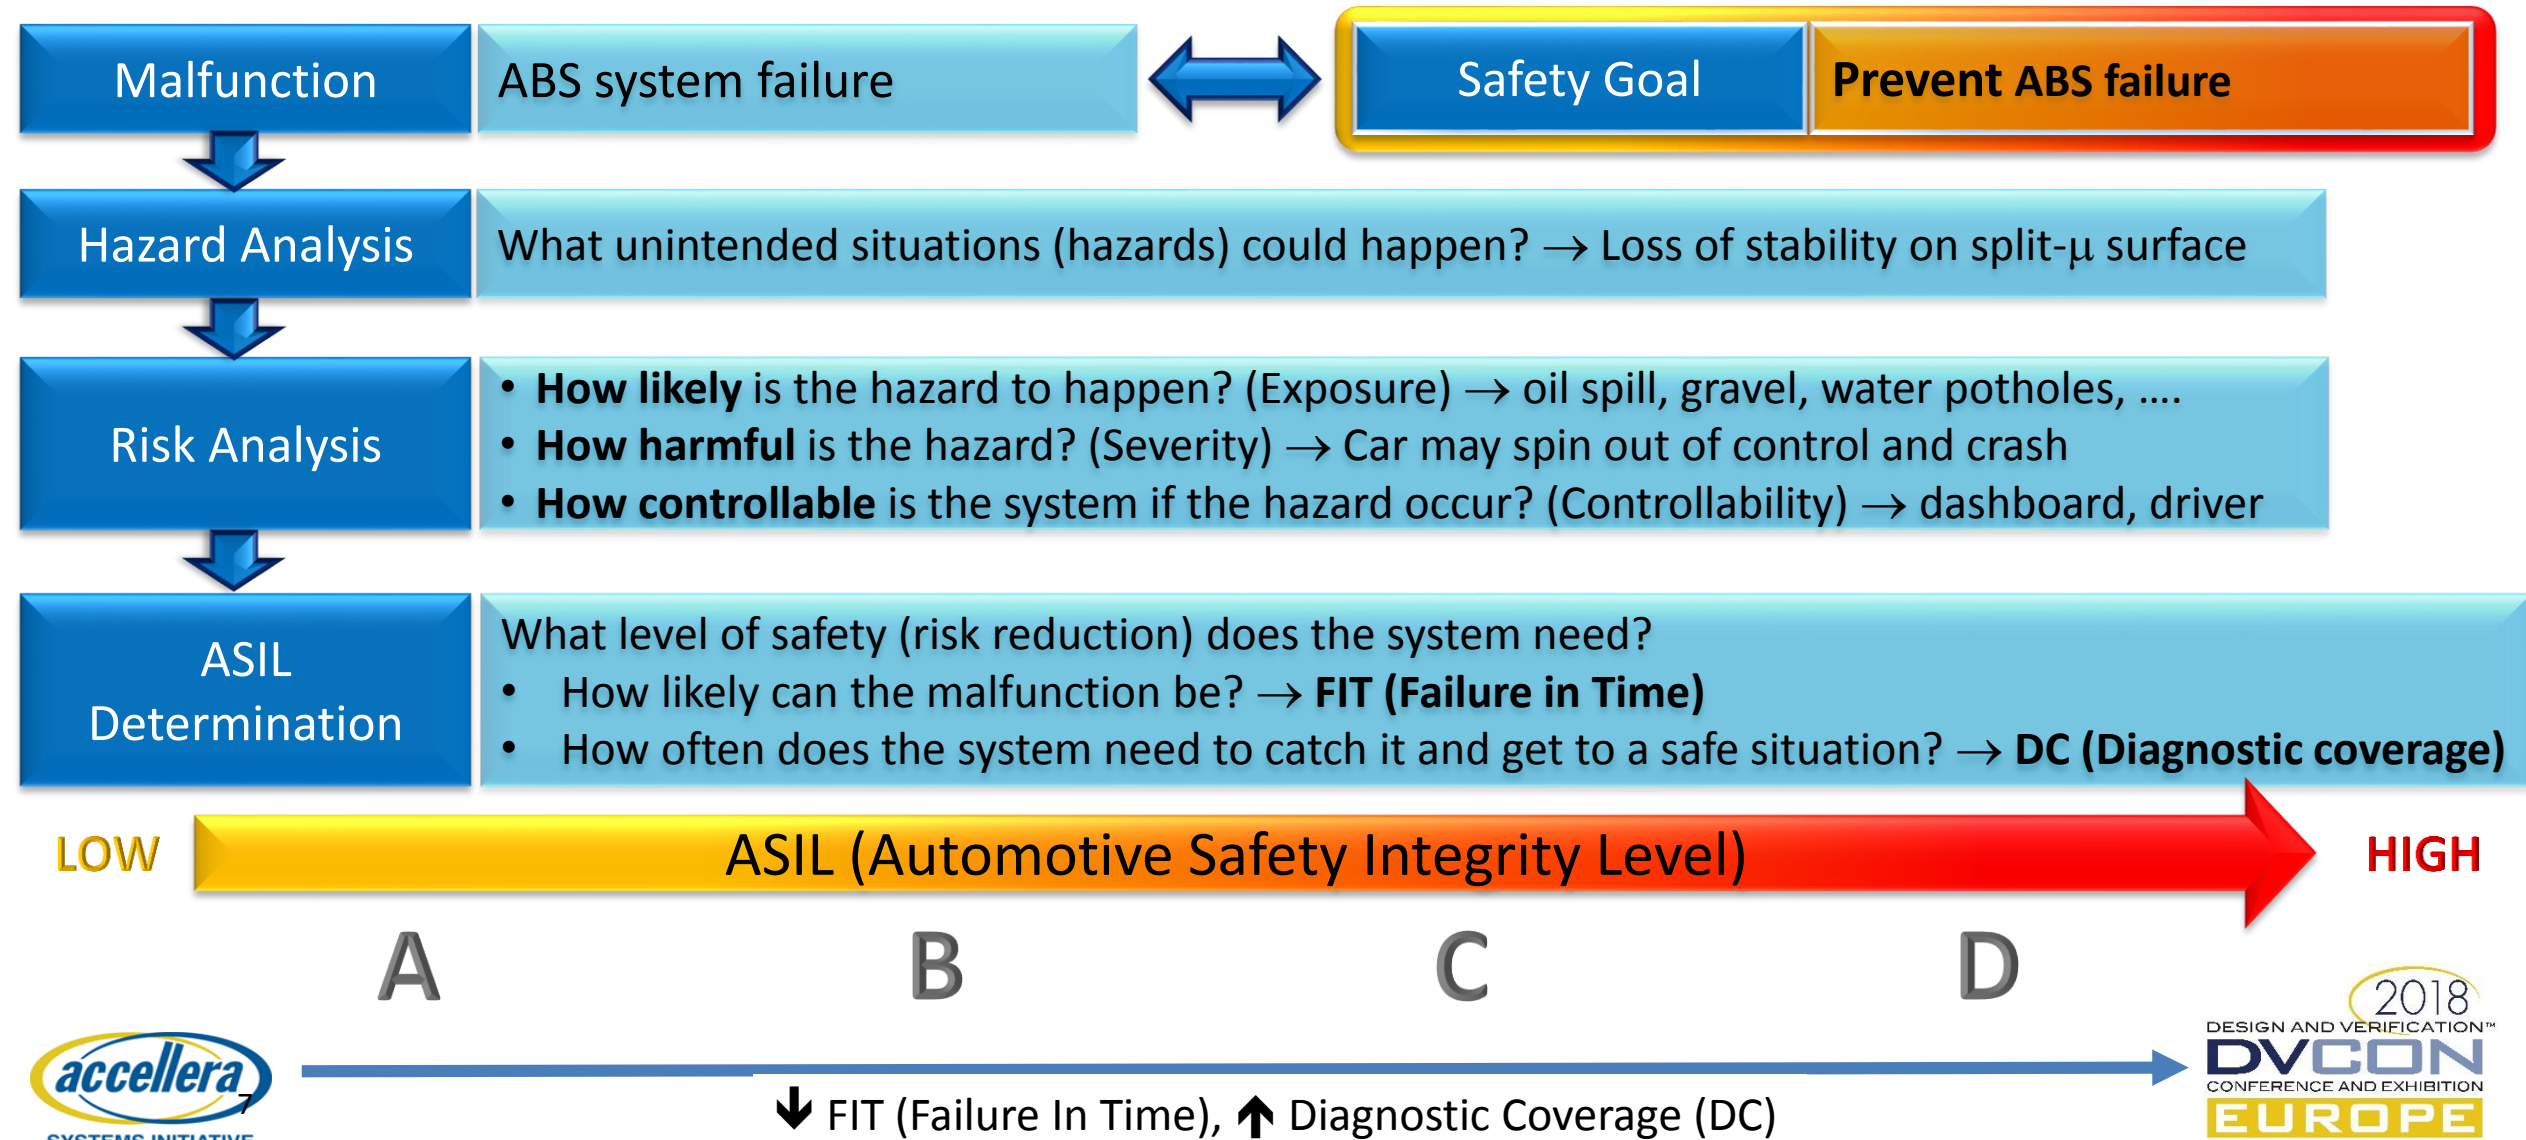 Malfunction
ABS system failure
Safety Goal
Prevent ABS failure
Hazard Analysis
What unintended situations (hazards) could happen? → Loss of stability on split-μ surface
Risk Analysis
• How likely is the hazard to happen? (Exposure) → oil spill, gravel, water potholes, ....
• How harmful is the hazard? (Severity) → Car may spin out of control and crash
• How controllable is the system if the hazard occur? (Controllability) → dashboard, driver
ASIL
Determination
What level of safety (risk reduction) does the system need?
• How likely can the malfunction be? → FIT (Failure in Time)
• How often does the system need to catch it and get to a safe situation? → DC (Diagnostic coverage)
LOW
ASIL (Automotive Safety Integrity Level)
HIGH
A
B
C
D
accellera
SYSTEMS INITIATIVE
7
🡻 FIT (Failure In Time), 🡹 Diagnostic Coverage (DC)
2018
DESIGN AND VERIFICATION™
DVCON
CONFERENCE AND EXHIBITION
EUROPE